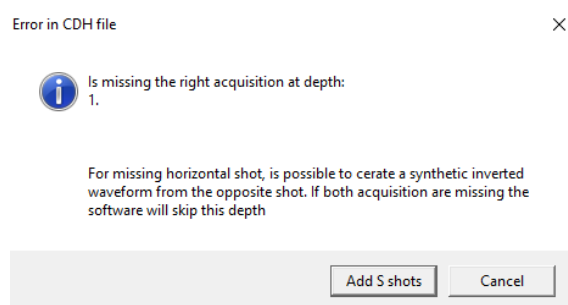 Error in CDH file
Is missing the right acquisition at depth:
1.
For missing horizontal shot, is possible to cerate a synthetic inverted
waveform from the opposite shot. If both acquisition are missing the
software will skip this depth
Add S shots
Cancel